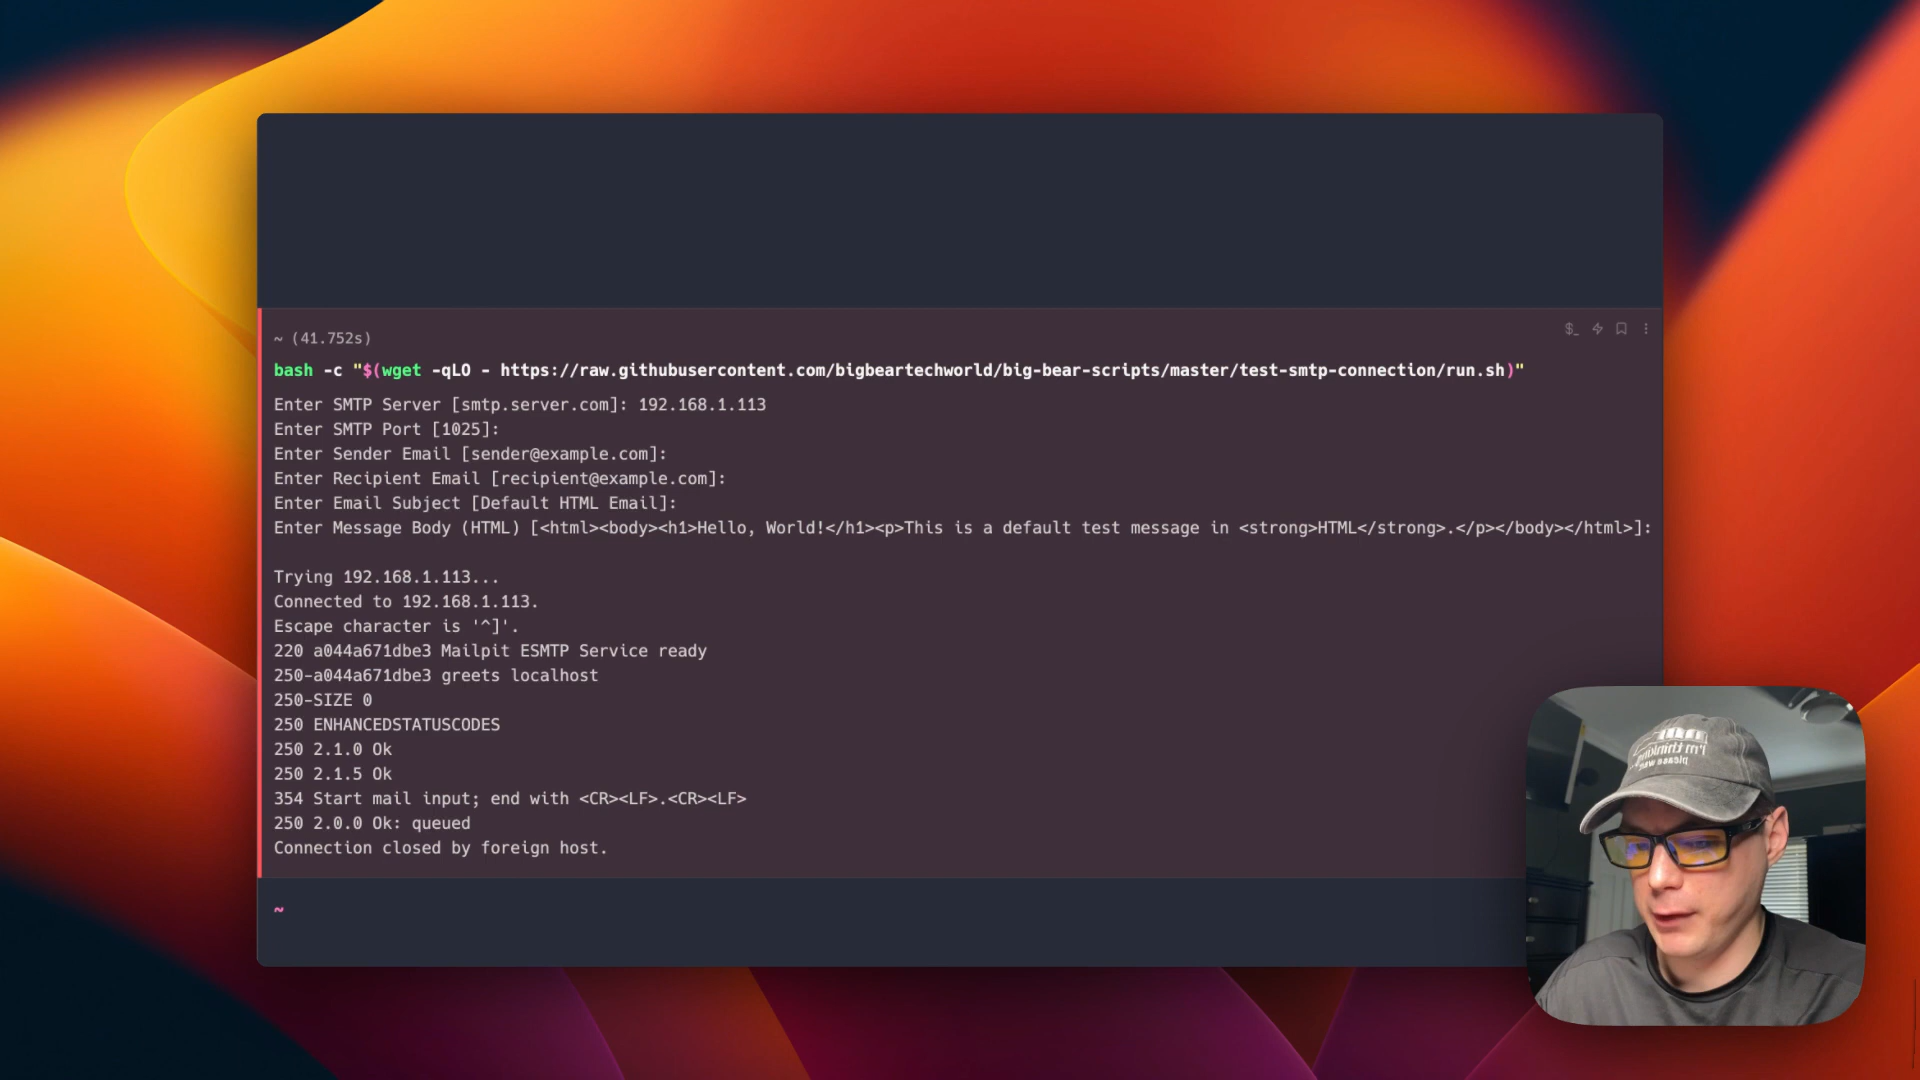 ~ (41.752s)
$_
bash -c "$(wget -qLO - https://raw.githubusercontent.com/bigbeartechworld/big-bear-scripts/master/test-smtp-connection/run.sh)"
Enter SMTP Server [smtp.server.com]: 192.168.1.113
Enter SMTP Port [1025]:
Enter Sender Email [sender@example.com]:
Enter Recipient Email [recipient@example.com]:
Enter Email Subject [Default HTML Email]:
Enter Message Body (HTML) [<html><body><h1>Hello, World!</h1><p>This is a default test message in <strong>HTML</strong>.</p></body></html>]:
Trying 192.168.1.113...
Connected to 192.168.1.113.
Escape character is '^]'.
220 a044a671dbe3 Mailpit ESMTP Service ready
250-a044a671dbe3 greets localhost
250-SIZE 0
250 ENHANCEDSTATUSCODES
250 2.1.0 Ok
250 2.1.5 Ok
354 Start mail input; end with <CR><LF>.<CR><LF>
250 2.0.0 Ok: queued
Connection closed by foreign host.
~
I'm thinking
please